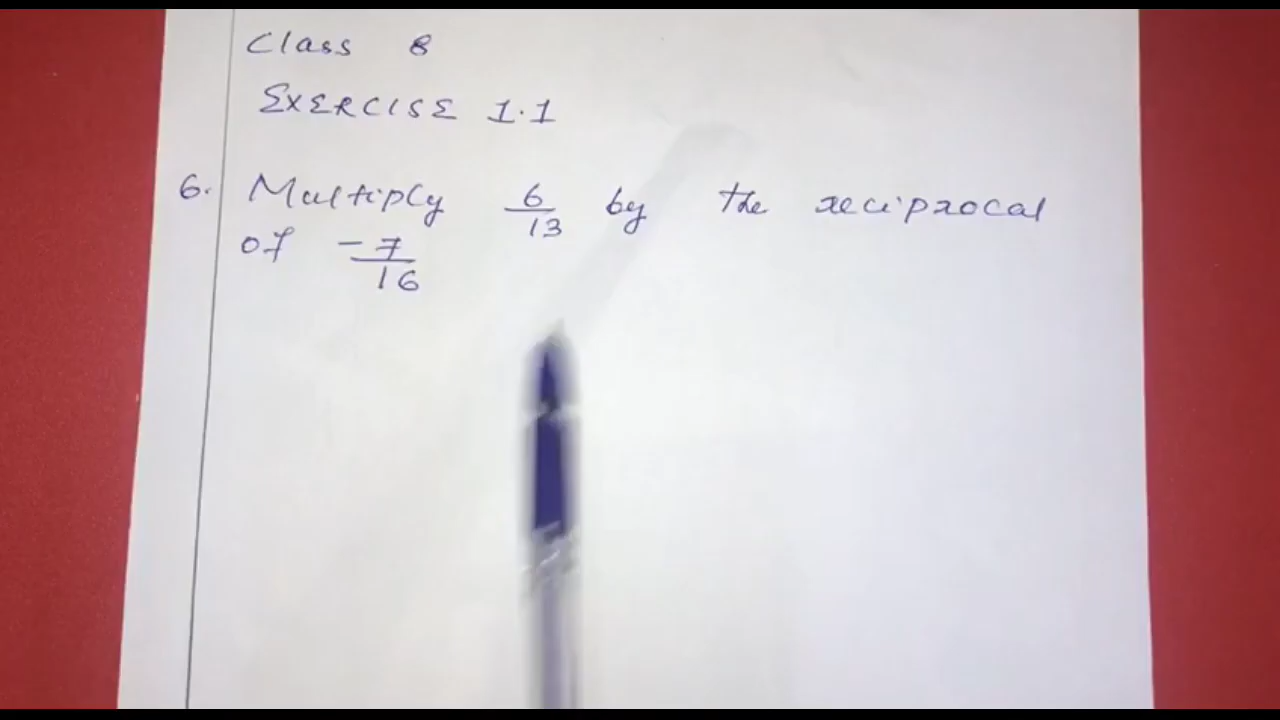 Class 8
EXERCISE 1.1
6. Multiply 6/13 by the reciprocal
of -7/16